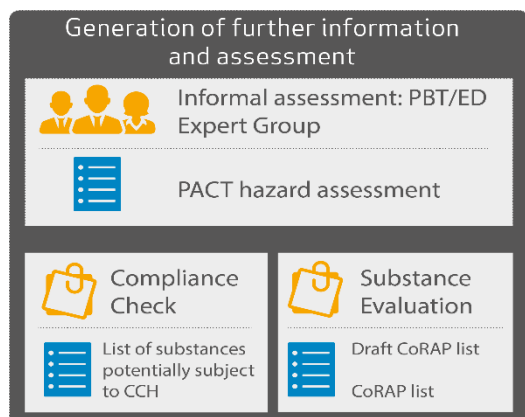 Generation of further information
and assessment
Informal assessment: PBT/ED
Expert Group
PACT hazard assessment
Compliance
Check
List of substances
potentially subject
to CCH
Substance
Evaluation
Draft CoRAP list
CoRAP list